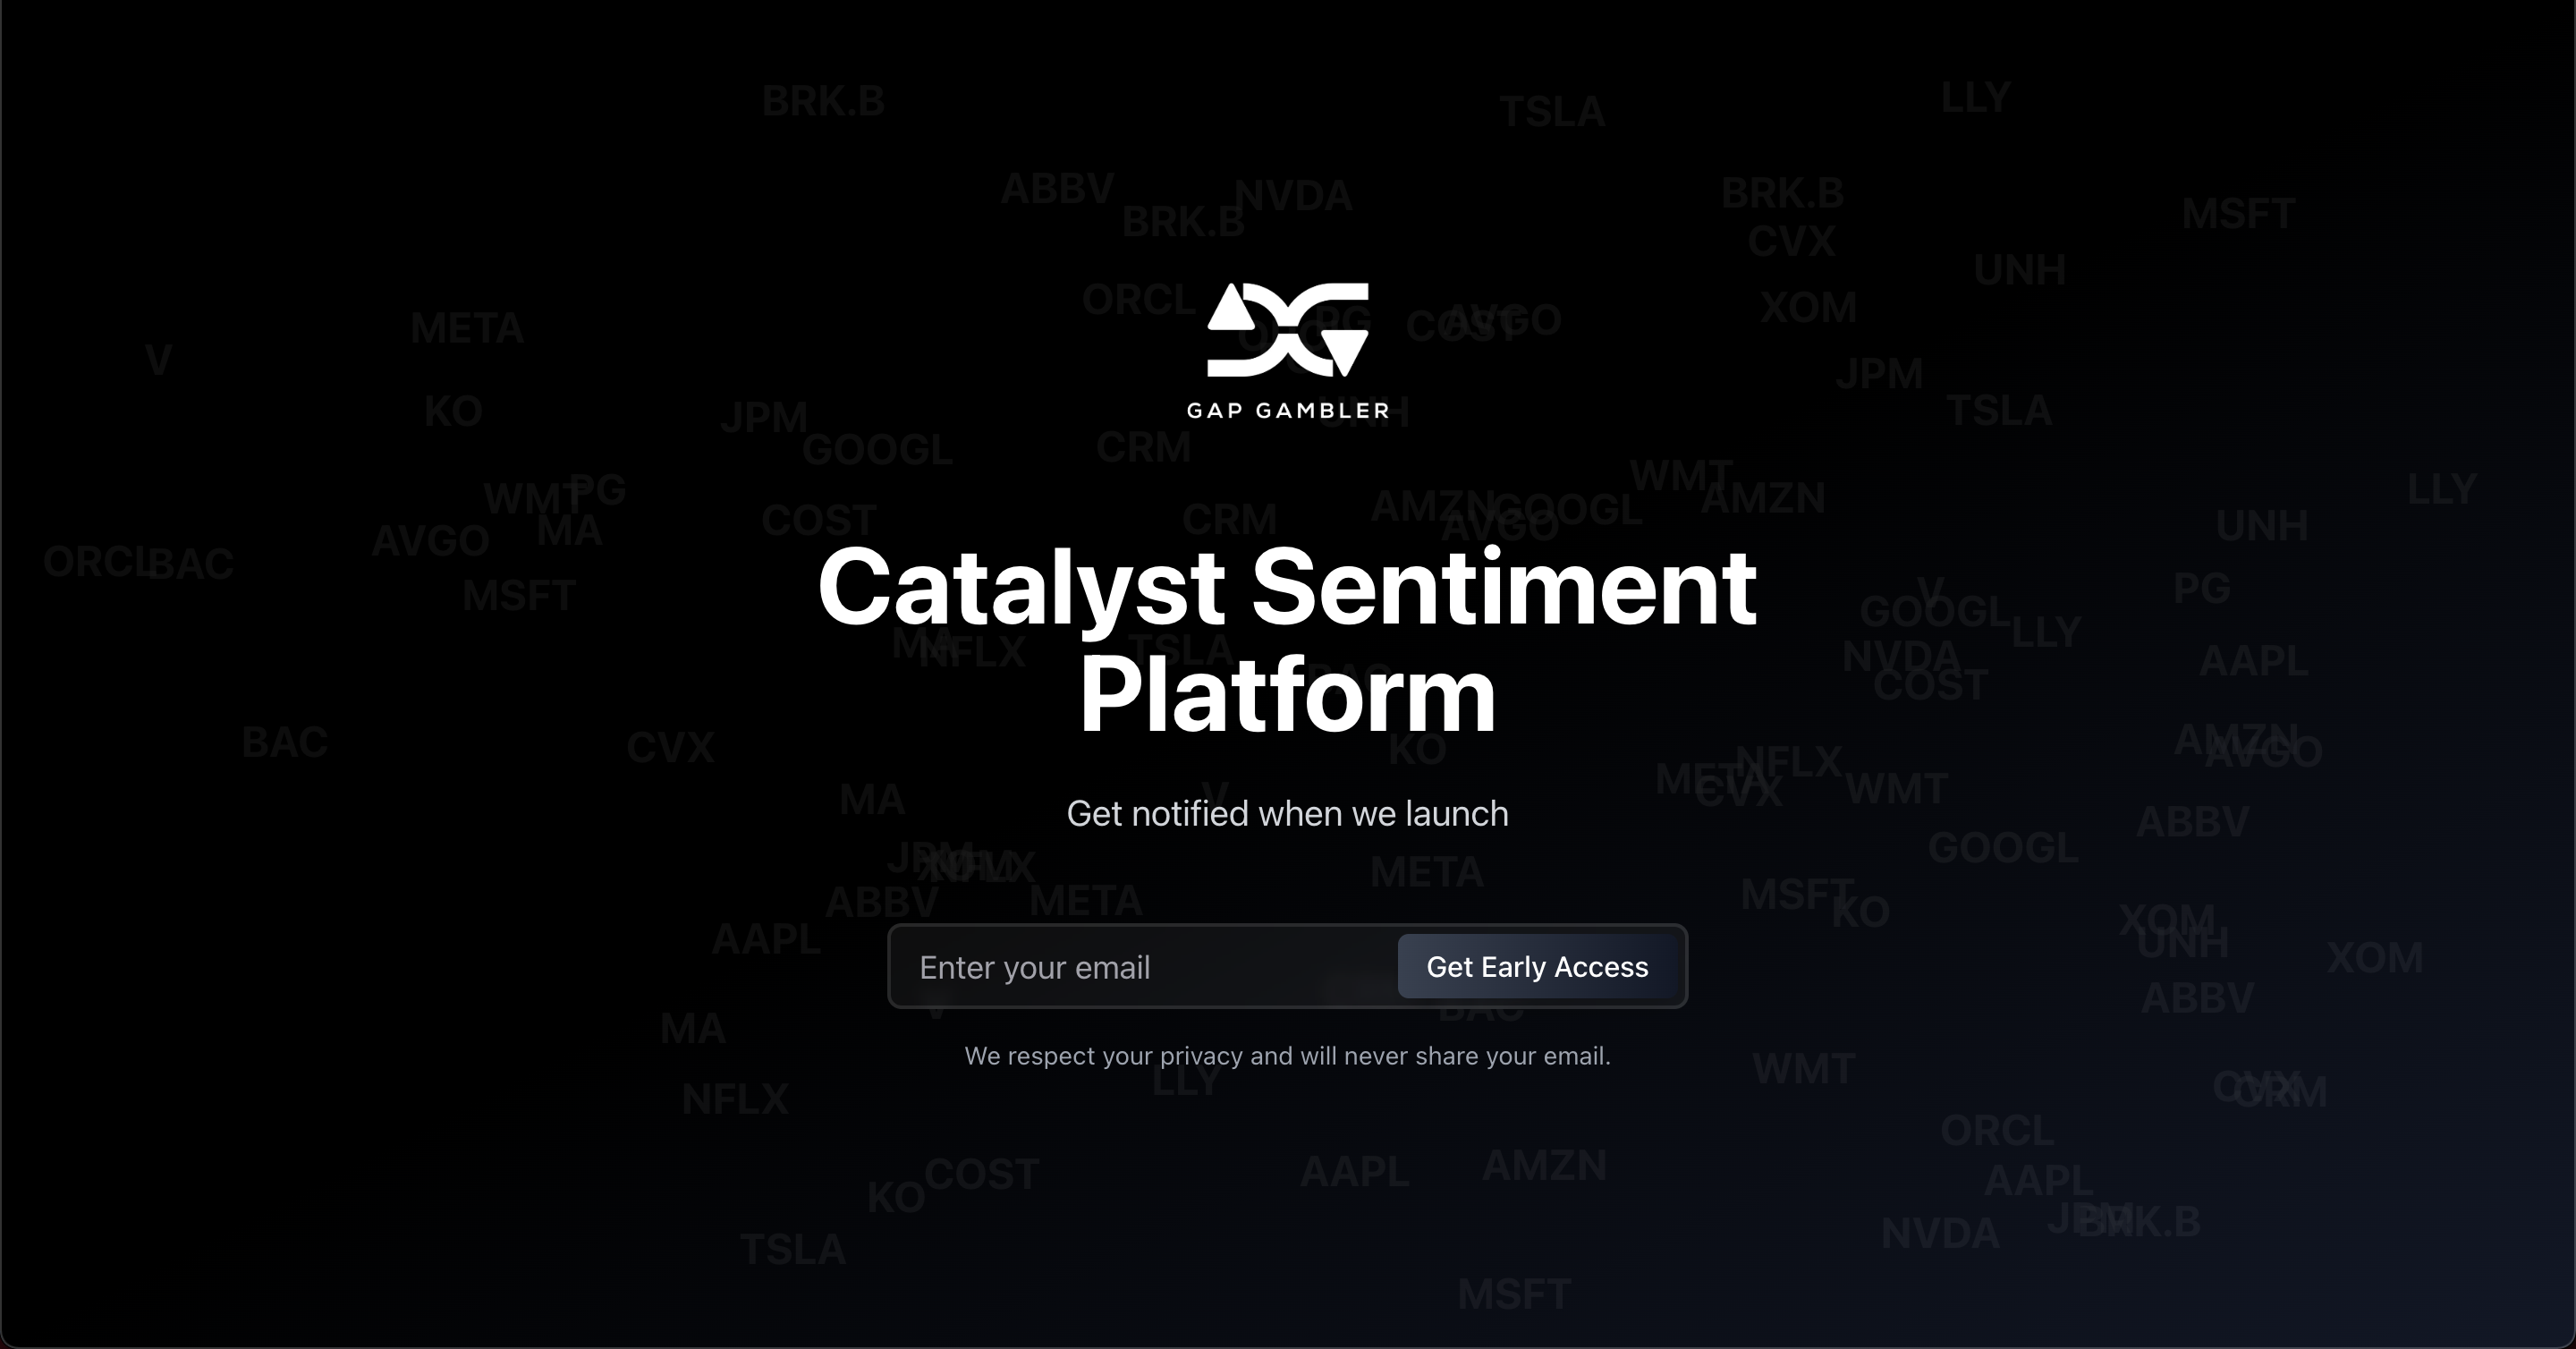 BRK.B
TSLA
LLY
ABBV
BRK.B
NVDA
BRK.B
CVX
MSFT
UNH
ORCL
PG
COST
AVGO
XOM
META
V
JPM
KO
JPM
GOOGL
GAP GAMBLER
UNH
TSLA
CRM
WMT
PG
WMT
AMZN
LLY
AVGO
MA
COST
CRM
AMZN
GOOGL
AVGO
UNH
ORCL
BAC
MSFT
Catalyst Sentiment
Platform
V
GOOGL
LLY
PG
MA
NFLX
TSLA
BAC
NVDA
COST
AAPL
BAC
CVX
KO
META
NFLX
CVX
WMT
AMZN
AVGO
MA
V
Get notified when we launch
ABBV
GOOGL
JPM
NFLX
META
ABBV
META
MSFT
KO
XOM
UNH
XOM
AAPL
Enter your email
Get Early Access
V
BAC
ABBV
MA
We respect your privacy and will never share your email.
LLY
WMT
NFLX
CVX
CRM
ORCL
COST
KO
AAPL
AMZN
AAPL
TSLA
NVDA
JPM
BRK.B
MSFT